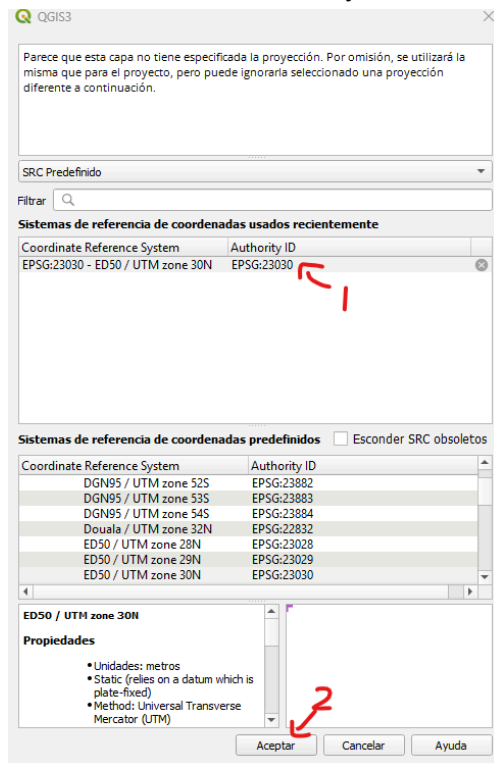 QGIS3
Parece que esta capa no tiene especificada la proyección. Por omisión, se utilizará la
misma que para el proyecto, pero puede ignorarla seleccionado una proyección
diferente a continuación.
SRC Predefinido
Filtrar
Sistemas de referencia de coordenadas usados recientemente
Coordinate Reference System Authority ID
EPSG:23030 - ED50 / UTM zone 30N EPSG:23030
1
Sistemas de referencia de coordenadas predefinidos Esconder SRC obsoletos
Coordinate Reference System Authority ID
DGN95 / UTM zone 52S EPSG:23882
DGN95 / UTM zone 53S EPSG:23883
DGN95 / UTM zone 54S EPSG:23884
Douala / UTM zone 32N EPSG:22832
ED50 / UTM zone 28N EPSG:23028
ED50 / UTM zone 29N EPSG:23029
ED50 / UTM zone 30N EPSG:23030
ED50 / UTM zone 30N
Propiedades
• Unidades: metros
• Static (relies on a datum which is
plate-fixed)
• Method: Universal Transverse
Mercator (UTM)
2
Aceptar Cancelar Ayuda